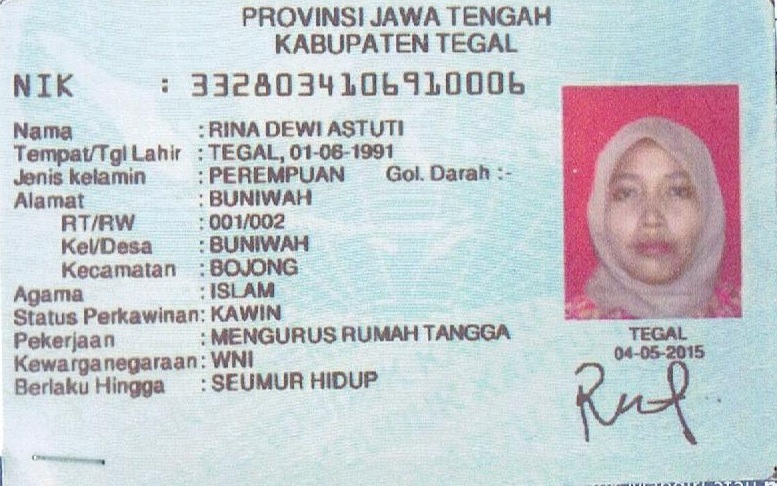 PROVINSI JAWA TENGAH
KABUPATEN TEGAL
NIK : 3328034106910006
Nama : RINA DEWI ASTUTI
Tempat/Tgl Lahir : TEGAL, 01-06-1991
Jenis kelamin : PEREMPUAN Gol. Darah :-
Alamat : BUNIWAH
RT/RW : 001/002
Kel/Desa : BUNIWAH
Kecamatan : BOJONG
Agama : ISLAM
Status Perkawinan: KAWIN
Pekerjaan : MENGURUS RUMAH TANGGA
Kewarganegaraan: WNI
Berlaku Hingga : SEUMUR HIDUP
TEGAL
04-05-2015